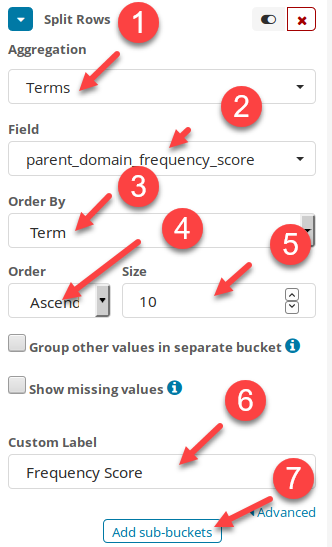 Split Rows
1
Aggregation
Terms
2
Field
parent_domain_frequency_score
3
Order By
Term
4
5
Order Size
Ascend 10
Group other values in separate bucket
Show missing values
6
Custom Label
Frequency Score
7
Advanced
Add sub-buckets